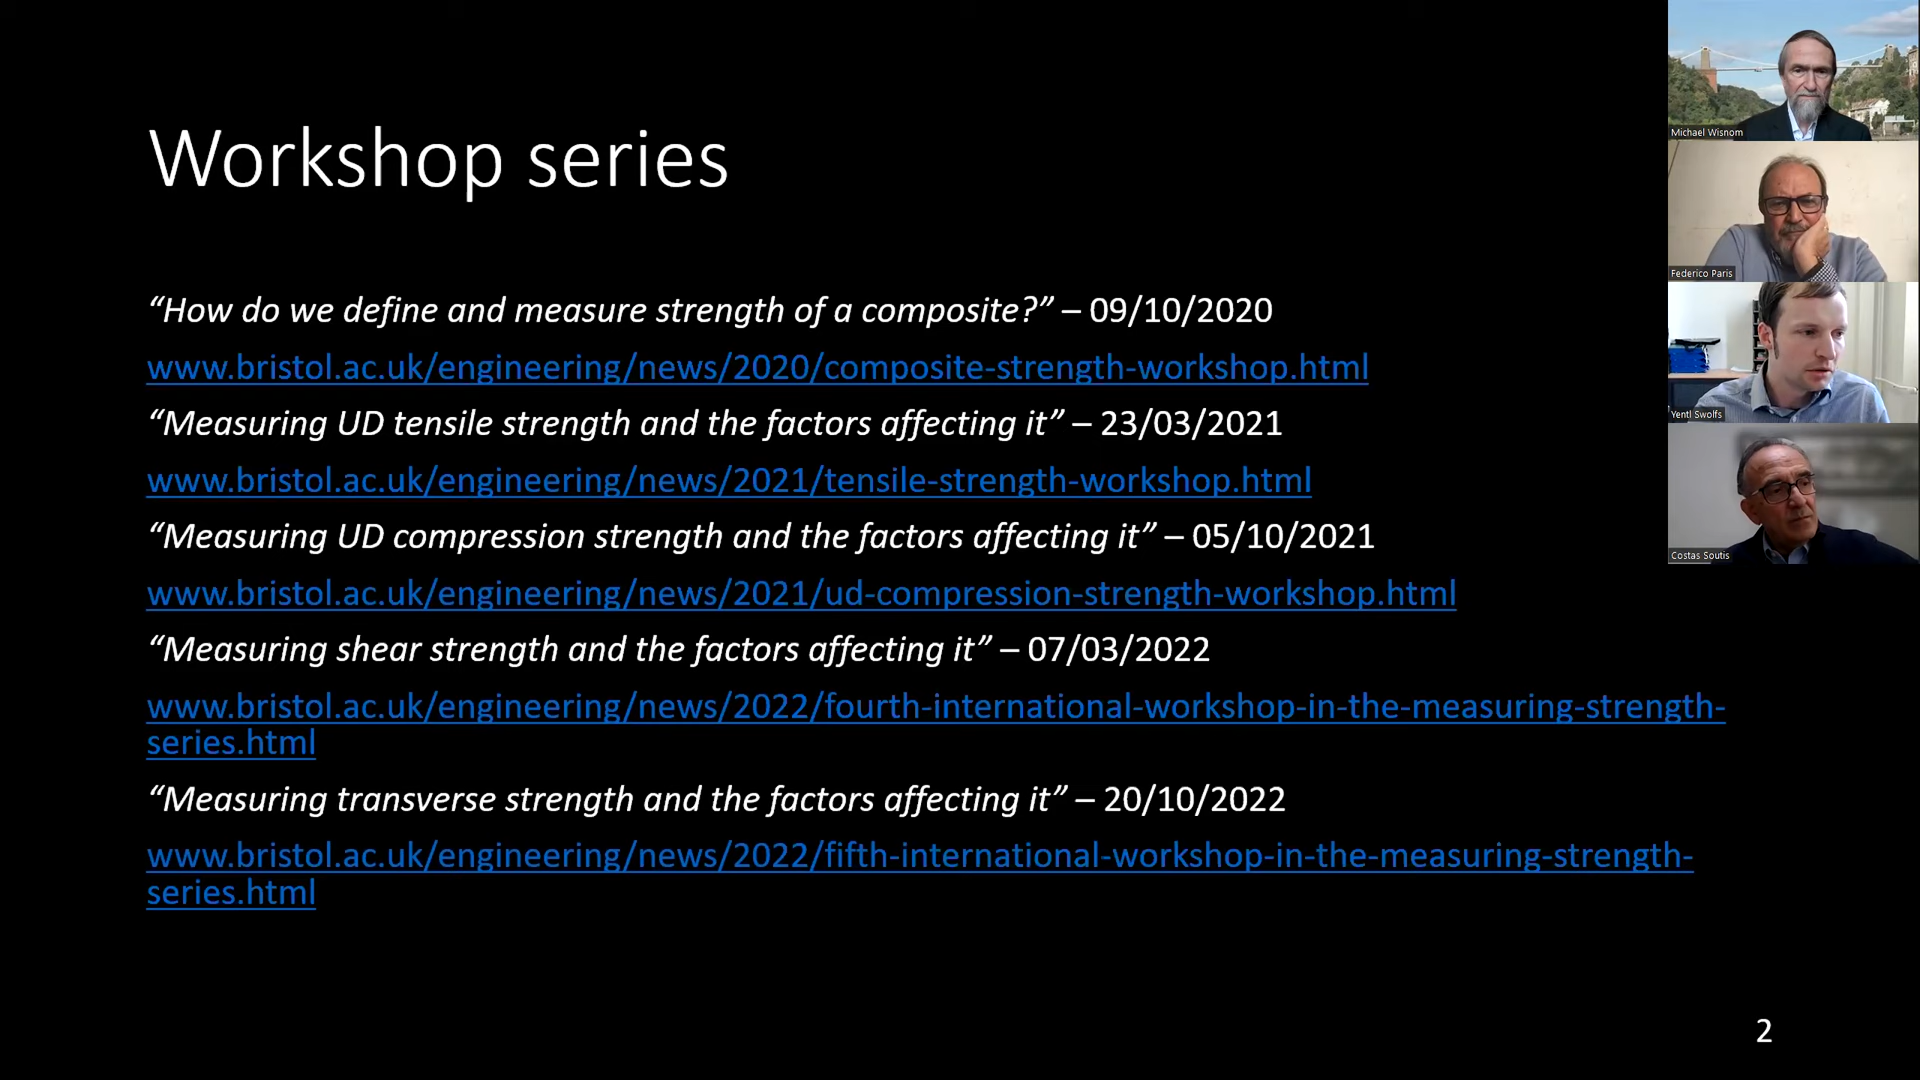 Workshop series
“How do we define and measure strength of a composite?” – 09/10/2020
www.bristol.ac.uk/engineering/news/2020/composite-strength-workshop.html
“Measuring UD tensile strength and the factors affecting it” – 23/03/2021
www.bristol.ac.uk/engineering/news/2021/tensile-strength-workshop.html
“Measuring UD compression strength and the factors affecting it” – 05/10/2021
www.bristol.ac.uk/engineering/news/2021/ud-compression-strength-workshop.html
“Measuring shear strength and the factors affecting it” – 07/03/2022
www.bristol.ac.uk/engineering/news/2022/fourth-international-workshop-in-the-measuring-strength-
series.html
“Measuring transverse strength and the factors affecting it” – 20/10/2022
www.bristol.ac.uk/engineering/news/2022/fifth-international-workshop-in-the-measuring-strength-
series.html
2
Michael Wisnom
Federico Paris
Yentl Swolfs
Costas Soutis